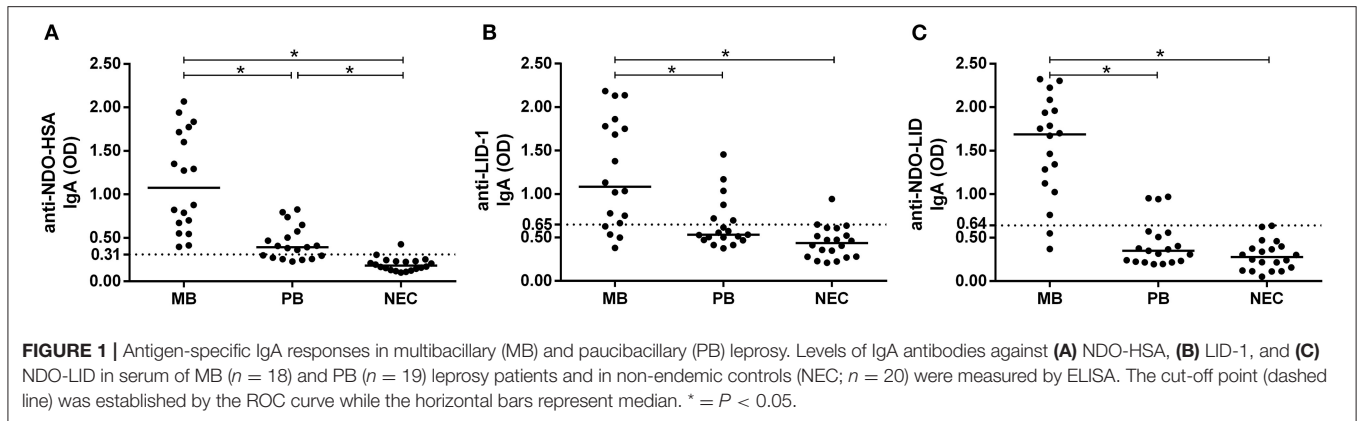 A
anti-NDO-HSA
IgA (OD)
2.50
2.00
1.50
1.00
0.50
0.31
0.00
*
*
*
MB
PB
NEC
B
anti-LID-1
IgA (OD)
2.50
2.00
1.50
1.00
0.65
0.50
0.00
*
*
MB
PB
NEC
C
anti-NDO-LID
IgA (OD)
2.50
2.00
1.50
1.00
0.64
0.50
0.00
*
*
MB
PB
NEC
FIGURE 1 | Antigen-specific IgA responses in multibacillary (MB) and paucibacillary (PB) leprosy. Levels of IgA antibodies against (A) NDO-HSA, (B) LID-1, and (C)
NDO-LID in serum of MB (n = 18) and PB (n = 19) leprosy patients and in non-endemic controls (NEC; n = 20) were measured by ELISA. The cut-off point (dashed
line) was established by the ROC curve while the horizontal bars represent median. * = P < 0.05.